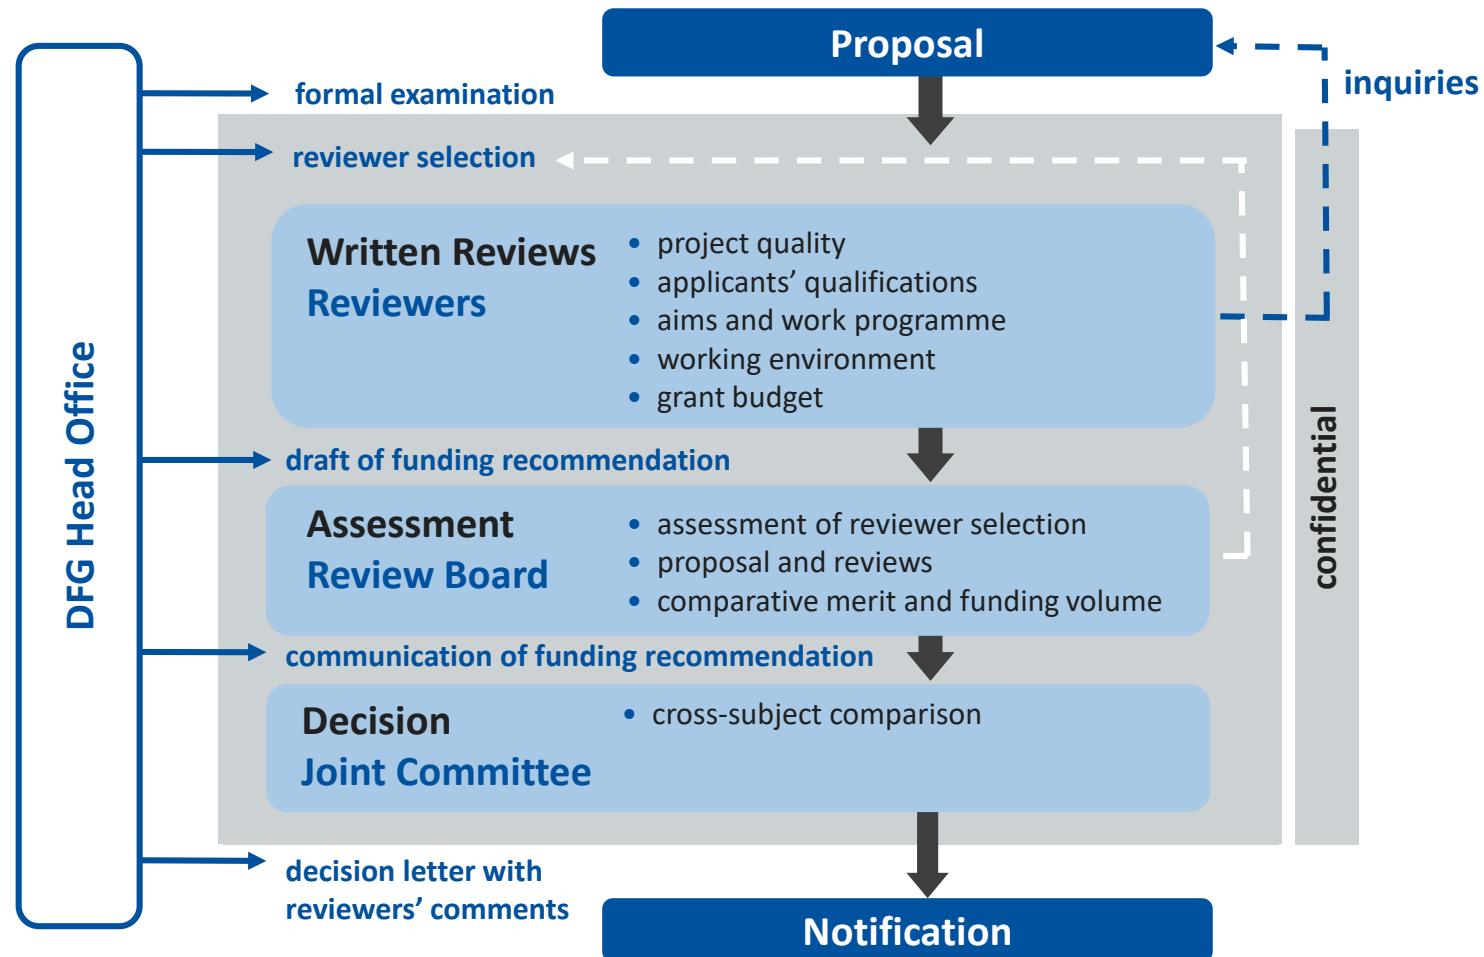 Proposal
inquiries
formal examination
reviewer selection
Written Reviews
Reviewers
• project quality
• applicants’ qualifications
• aims and work programme
• working environment
• grant budget
DFG Head Office
confidential
draft of funding recommendation
Assessment
Review Board
• assessment of reviewer selection
• proposal and reviews
• comparative merit and funding volume
communication of funding recommendation
Decision
Joint Committee
• cross-subject comparison
decision letter with
reviewers’ comments
Notification